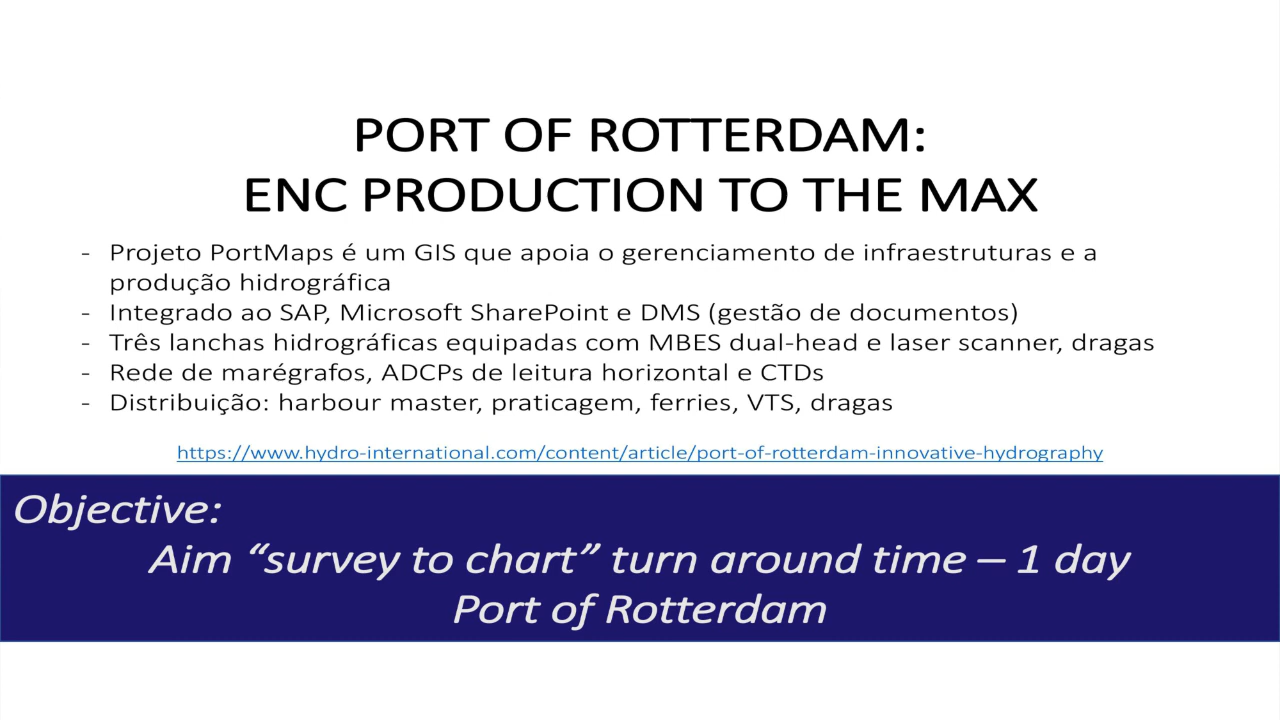 PORT OF ROTTERDAM:
ENC PRODUCTION TO THE MAX
- Projeto PortMaps é um GIS que apoia o gerenciamento de infraestruturas e a
produção hidrográfica
- Integrado ao SAP, Microsoft SharePoint e DMS (gestão de documentos)
- Três lanchas hidrográficas equipadas com MBES dual-head e laser scanner, dragas
- Rede de marégrafos, ADCPs de leitura horizontal e CTDs
- Distribuição: harbour master, praticagem, ferries, VTS, dragas
https://www.hydro-international.com/content/article/port-of-rotterdam-innovative-hydrography
Objective:
Aim “survey to chart” turn around time – 1 day
Port of Rotterdam